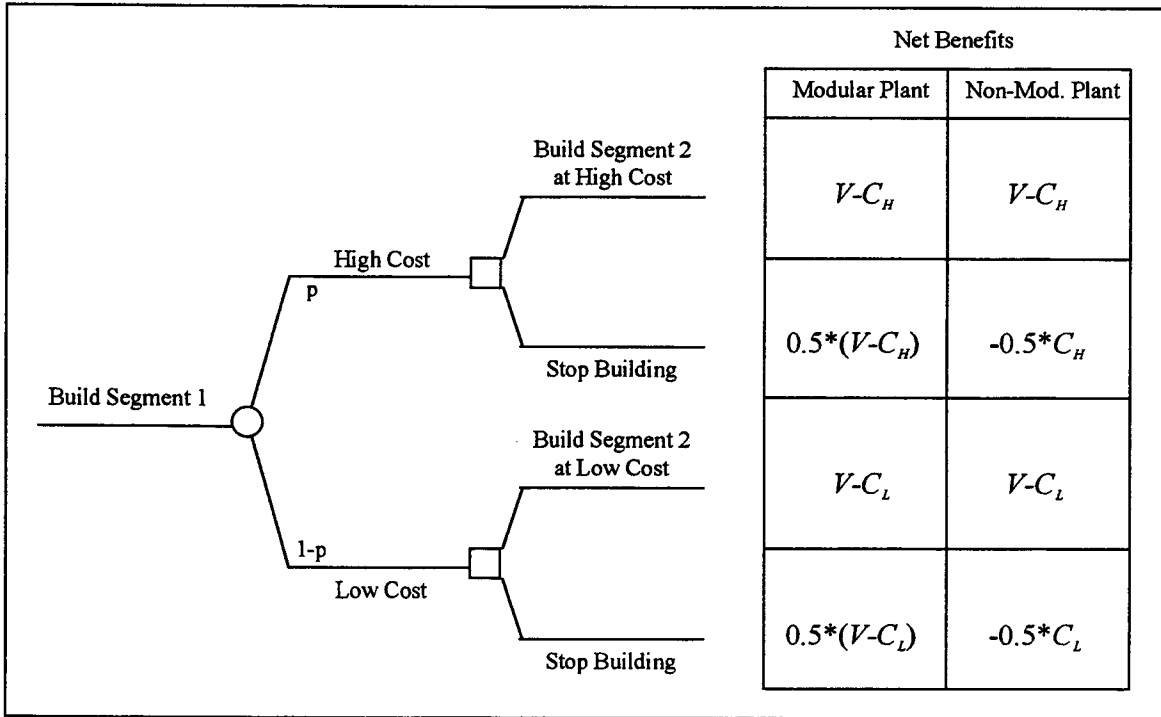 Net Benefits
Modular Plant
Non-Mod. Plant
Build Segment 2
at High Cost
V-C_H
V-C_H
High Cost
p
Stop Building
0.5*(V-C_H)
-0.5*C_H
Build Segment 1
Build Segment 2
at Low Cost
V-C_L
V-C_L
1-p
Low Cost
Stop Building
0.5*(V-C_L)
-0.5*C_L